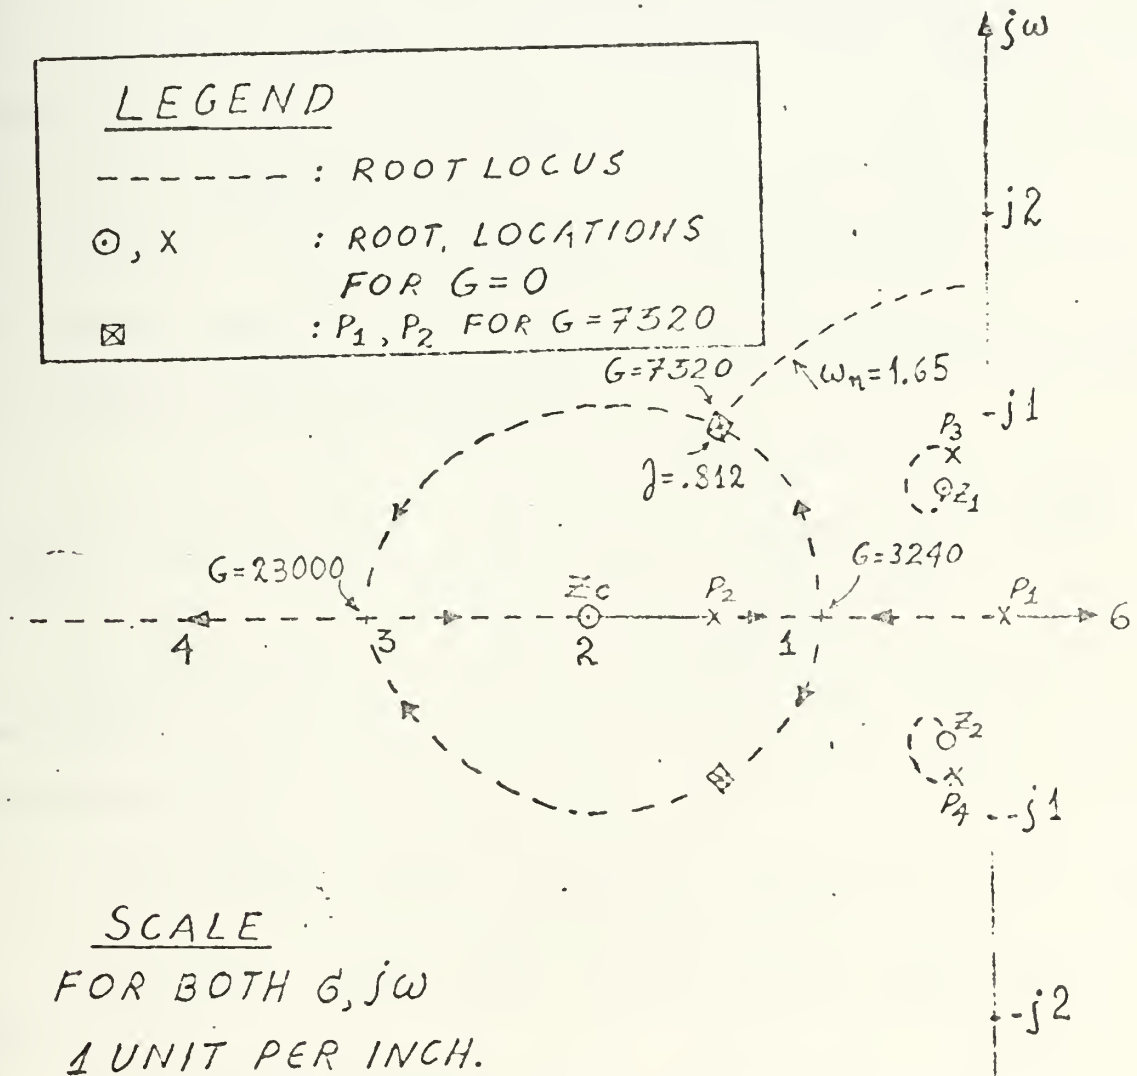 jω
LEGEND
------ : ROOT LOCUS
⊙, X : ROOT. LOCATIONS
FOR G=0
⊠ : P₁, P₂ FOR G=7520
j2
G=7520
ωₙ=1.65
-j1
P₃
ʒ=.812
Z₁
G=23000
G=3240
Zc
P₂
P₁
6
4
3
2
1
Z₂
P₄
-j1
SCALE
FOR BOTH 6, jω
1 UNIT PER INCH.
-j2